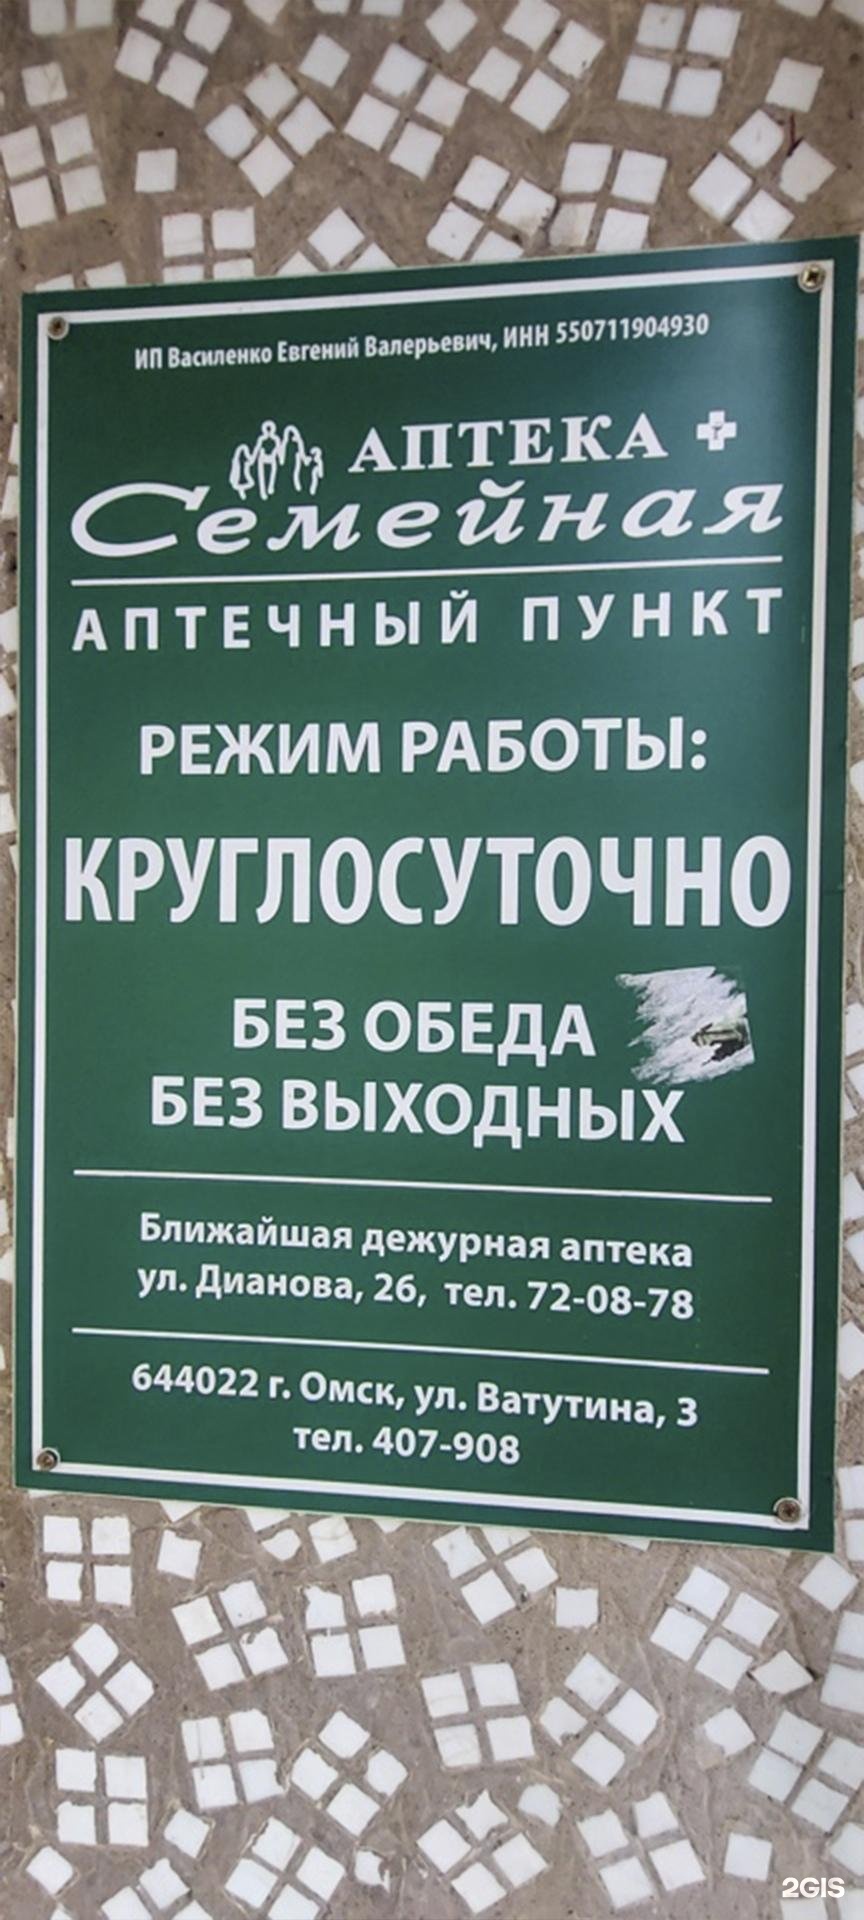 ИП Василенко Евгений Валерьевич, ИНН 550711904930
АПТЕКА
Семейная
АПТЕЧНЫЙ ПУНКТ
РЕЖИМ РАБОТЫ:
КРУГЛОСУТОЧНО
БЕЗ ОБЕДА
БЕЗ ВЫХОДНЫХ
Ближайшая дежурная аптека
ул. Дианова, 26, тел. 72-08-78
644022 г. Омск, ул. Ватутина, 3
тел. 407-908
2GIS